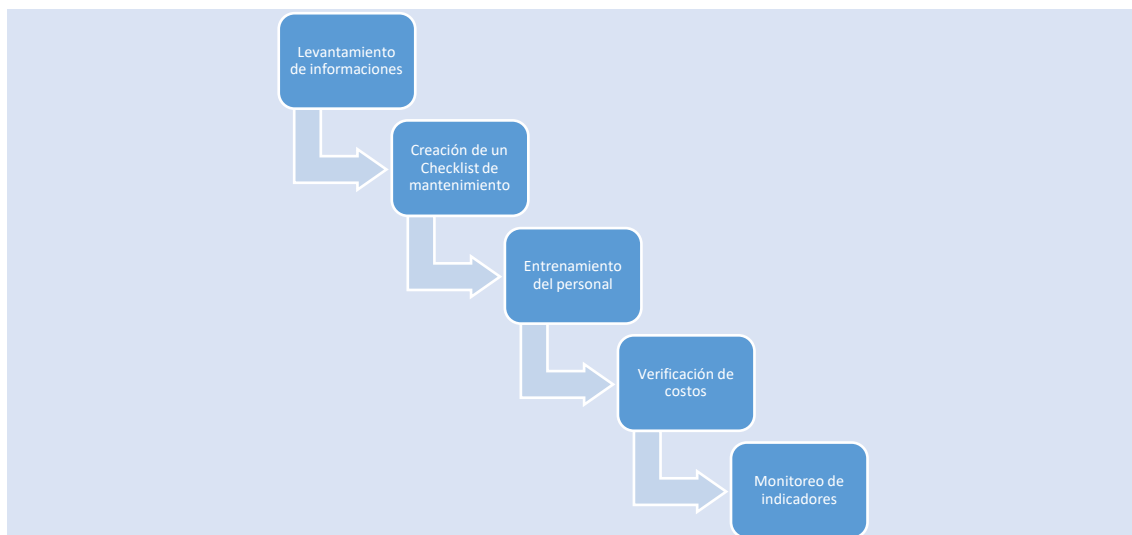 Levantamiento
de informaciones
Creación de un
Checklist de
mantenimiento
Entrenamiento
del personal
Verificación de
costos
Monitoreo de
indicadores